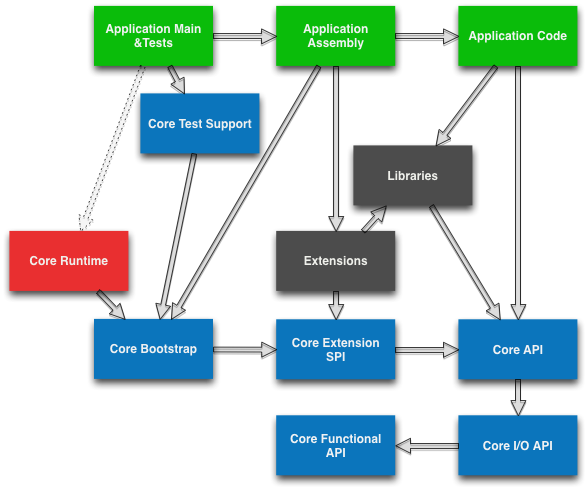 Application Main
&Tests
Application
Assembly
Application Code
Core Test Support
Libraries
Core Runtime
Extensions
Core Bootstrap
Core Extension
SPI
Core API
Core Functional
API
Core I/O API